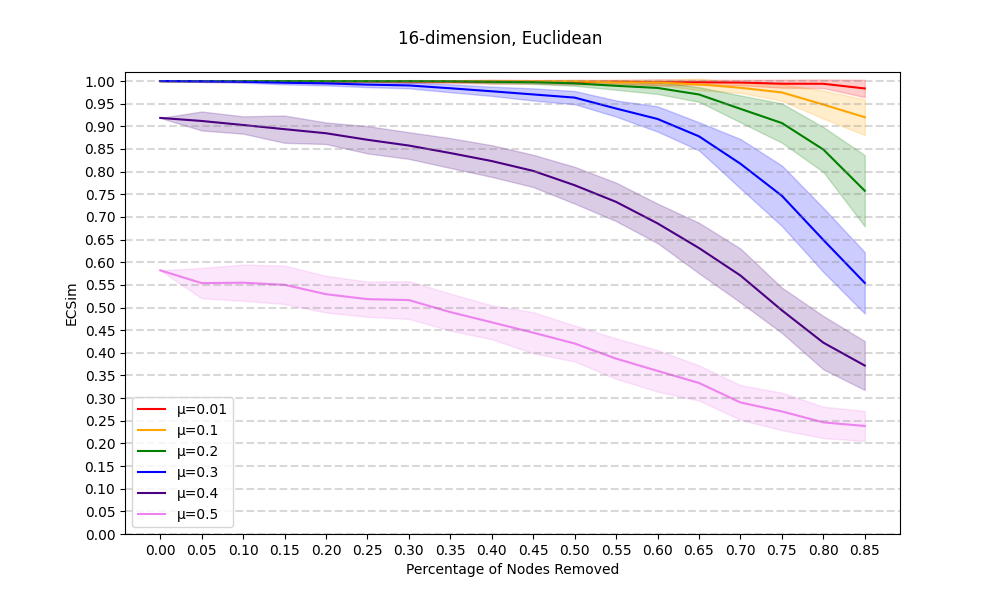 16-dimension, Euclidean
ECSim
1.00
0.95
0.90
0.85
0.80
0.75
0.70
0.65
0.60
0.55
0.50
0.45
0.40
0.35
0.30
0.25
0.20
0.15
0.10
0.05
0.00
μ=0.01
μ=0.1
μ=0.2
μ=0.3
μ=0.4
μ=0.5
0.00 0.05 0.10 0.15 0.20 0.25 0.30 0.35 0.40 0.45 0.50 0.55 0.60 0.65 0.70 0.75 0.80 0.85
Percentage of Nodes Removed